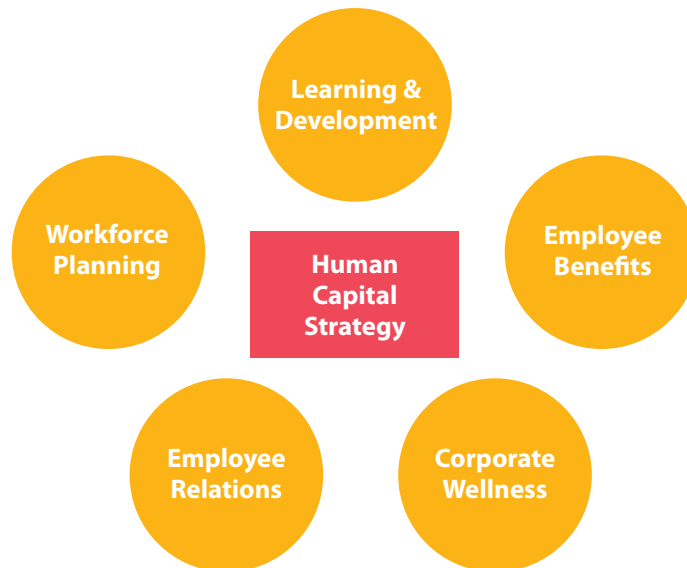 Learning &
Development
Workforce
Planning
Employee
Benefits
Human
Capital
Strategy
Employee
Relations
Corporate
Wellness